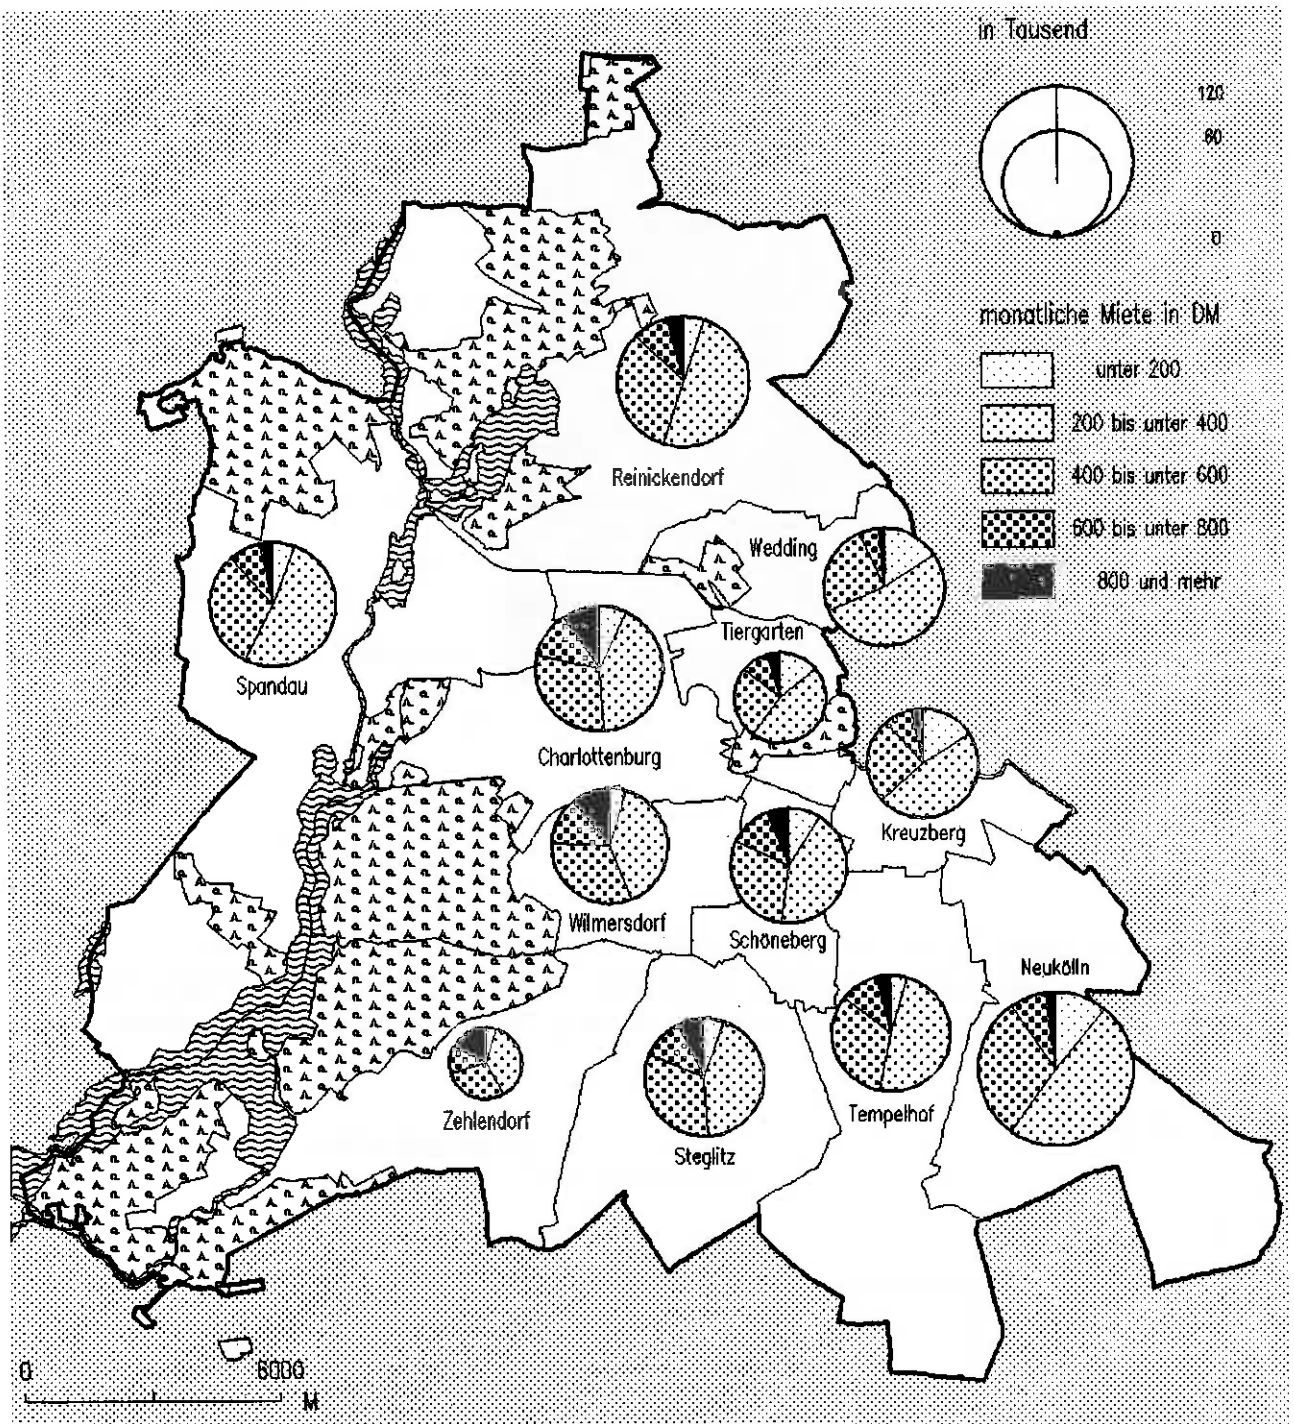 in Tausend
120
60
0
monatliche Miete in DM
unter 200
200 bis unter 400
400 bis unter 600
600 bis unter 800
800 und mehr
Reinickendorf
Wedding
Tiergarten
Spandau
Charlottenburg
Kreuzberg
Wilmersdorf
Schöneberg
Neukölln
Zehlendorf
Tempelhof
Steglitz
0 6000
M